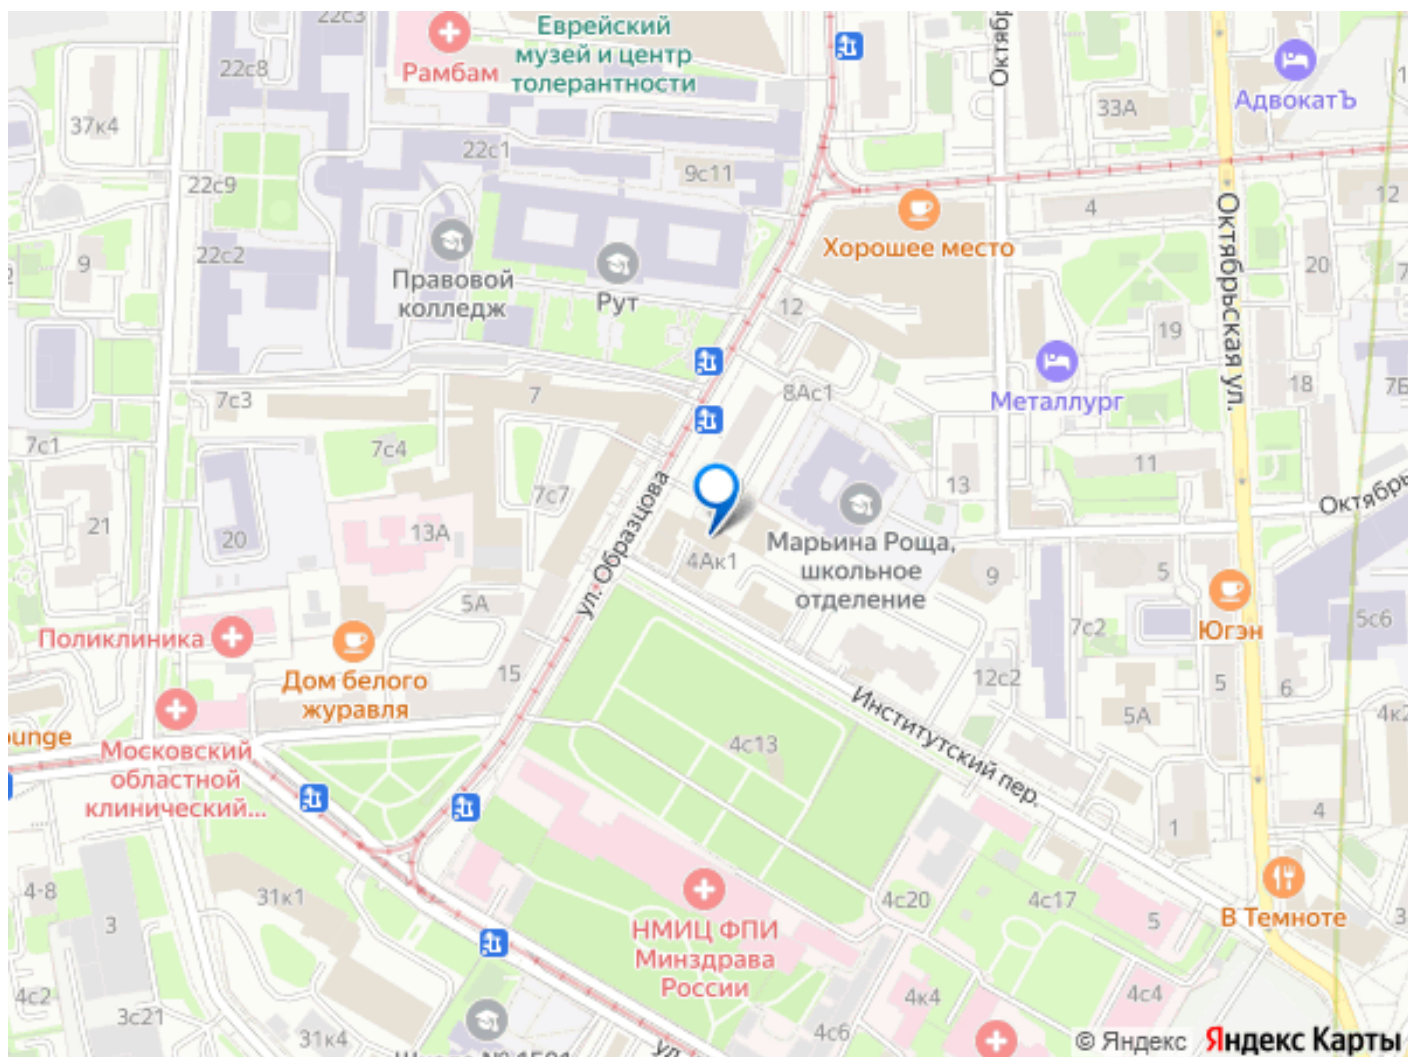 22с3
Еврейский
музей и центр
толерантности
Рамбам
22с8
37к4
22с1
9с11
22с9
22с2
9
Правовой
колледж
Рут
Октябр
33А
АдвокатЪ
12
4
Хорошее место
Октябрьская ул.
20
19
12
8Ас1
Металлург
18
7Б
7с3
7
7с1
7с4
7с7
11
13
Октябрь
21
20
13А
ул. Образцова
4Ак1
Марьина Роща,
школьное
отделение
9
5
Югэн
5А
7с2
5с6
Поликлиника
Дом белого
журавля
15
12с2
5
6
5А
4к2
unge
Московский
областной
клинический...
Институтский пер.
4с13
1
4
4-8
3
31к1
4с20
4с17
5
В Темноте
3
НМИЦ ФПИ
Минздрава
России
4с2
3с21
31к4
4к4
4с4
4с6
ул.
© Яндекс Яндекс Карты